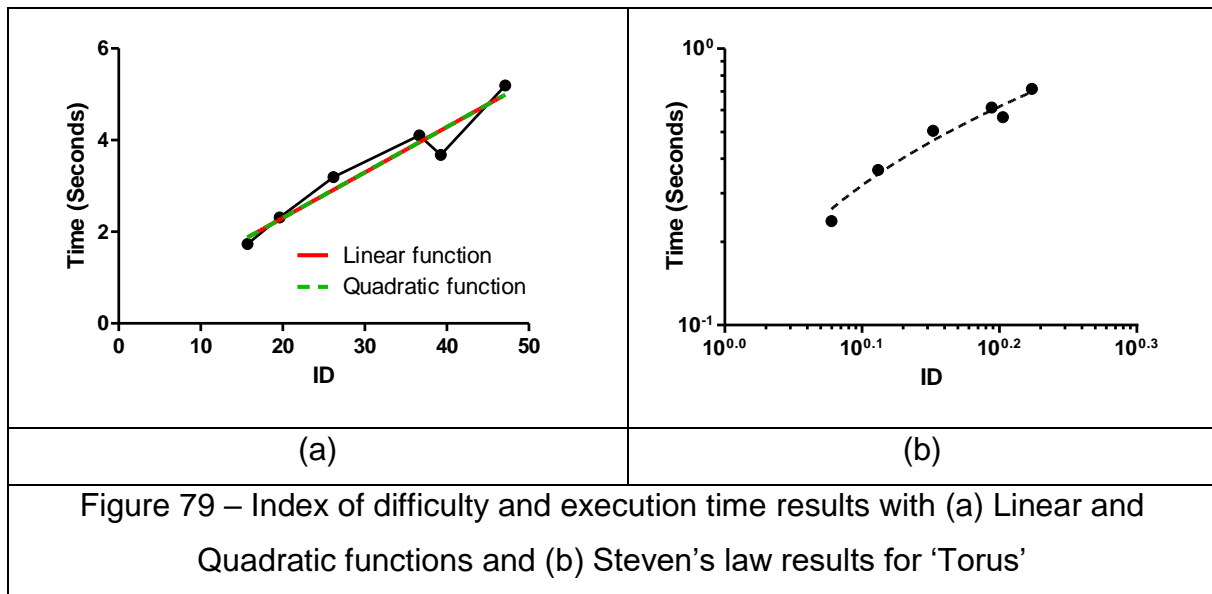 6
4
2
0
Time (Seconds)
Linear function
Quadratic function
0 10 20 30 40 50
ID
10^0
10^-1
Time (Seconds)
10^0.0 10^0.1 10^0.2 10^0.3
ID
(a) (b)
Figure 79 – Index of difficulty and execution time results with (a) Linear and
Quadratic functions and (b) Steven’s law results for ‘Torus’